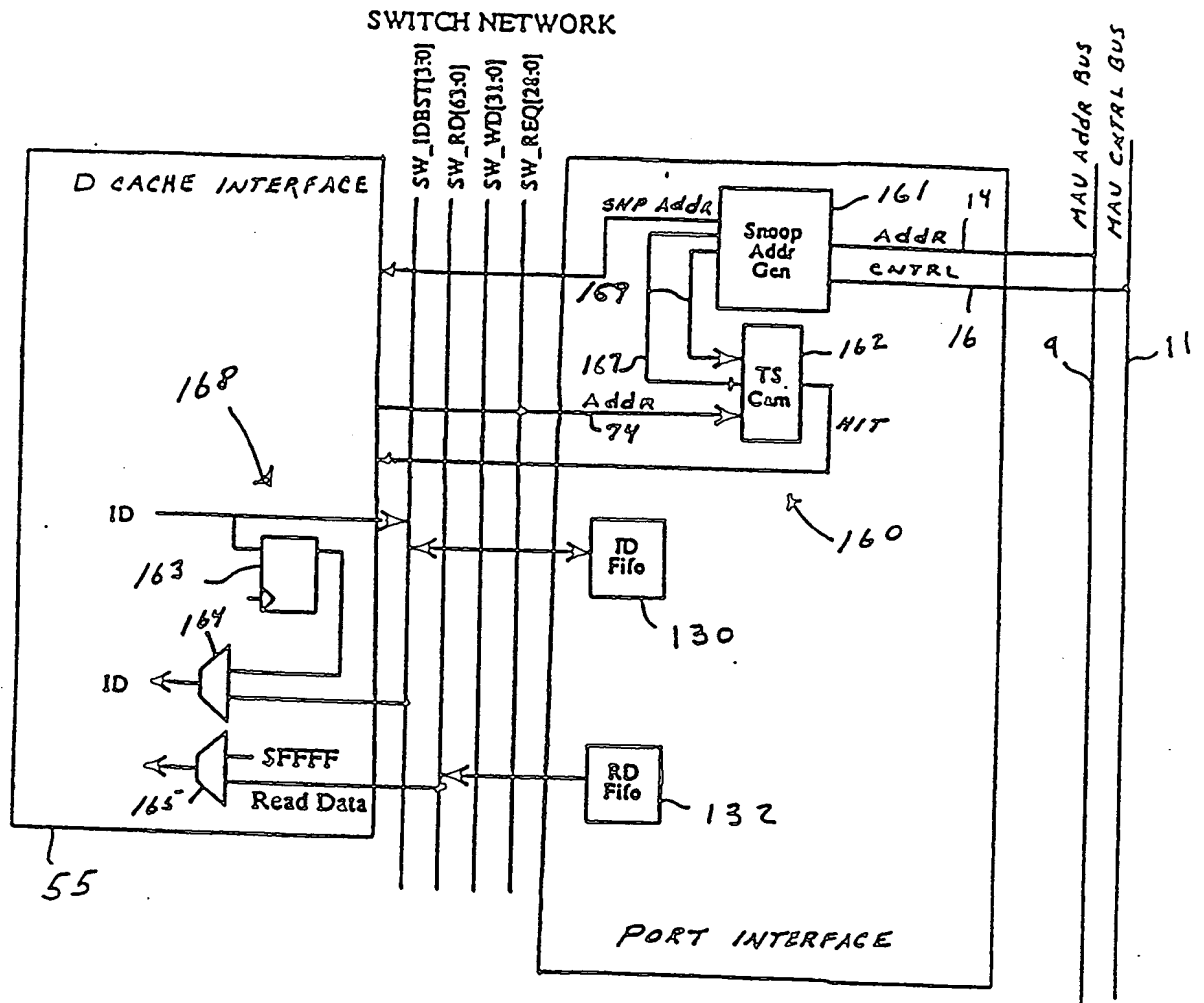 SWITCH NETWORK
SW_IDBST[3:0]
SW_RD[63:0]
SW_WD[31:0]
SW_REQ[28:0]
MAU Addr Bus
MAU CNTRL BUS
D CACHE INTERFACE
SNP Addr
Snoop
Addr
Gen
161
Addr
14
CNTRL
169
16
9
11
167
TS.
Cam
162
168
Addr
74
HIT
ID
163
ID
Fifo
160
130
164
ID
SFFFF
165
Read Data
RD
Fifo
132
55
PORT INTERFACE